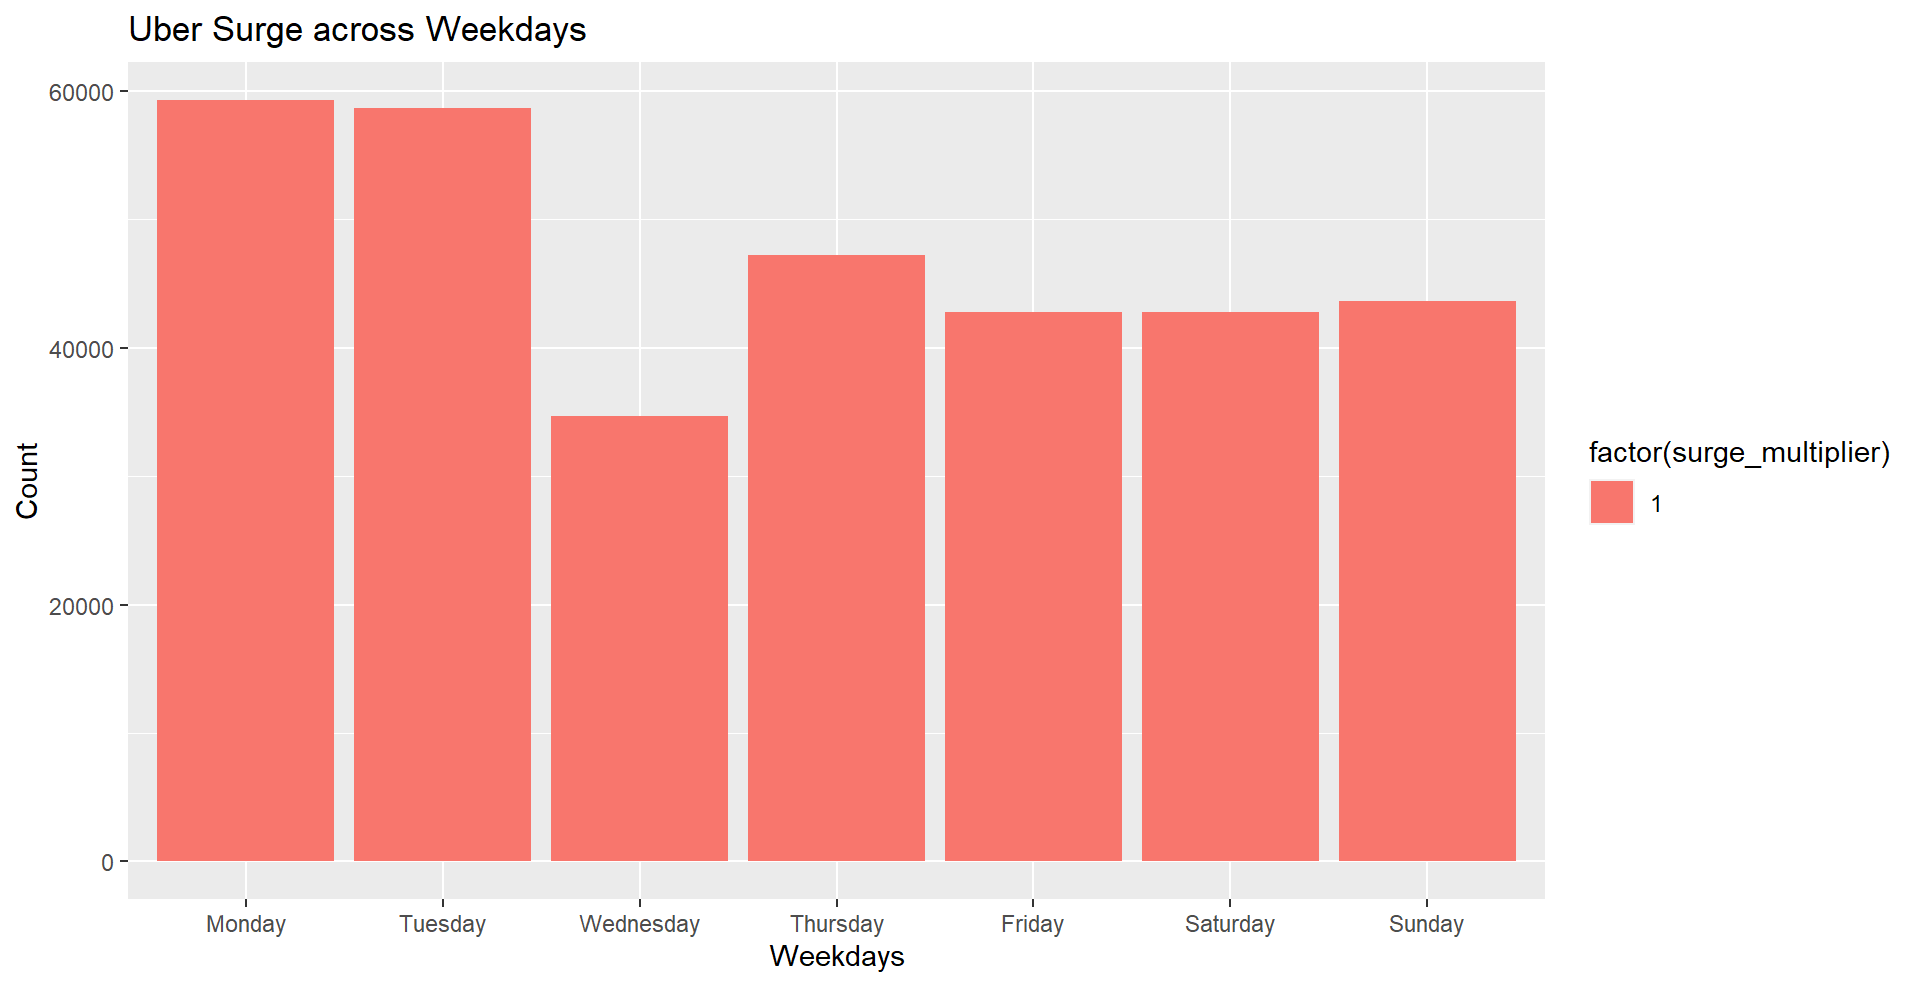 Uber Surge across Weekdays
60000
40000
20000
0
Count
Monday Tuesday Wednesday Thursday Friday Saturday Sunday
Weekdays
factor(surge_multiplier)
1